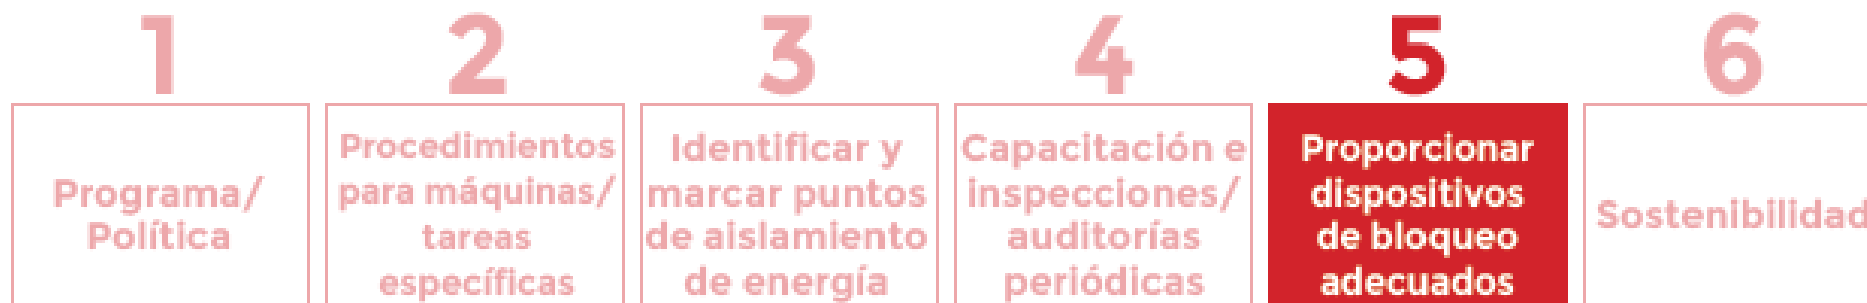 1
Programa/
Política
2
Procedimientos
para máquinas/
tareas
específicas
3
Identificar y
marcar puntos
de aislamiento
de energía
4
Capacitación e
inspecciones/
auditorías
periódicas
5
Proporcionar
dispositivos
de bloqueo
adecuados
6
Sostenibilidad